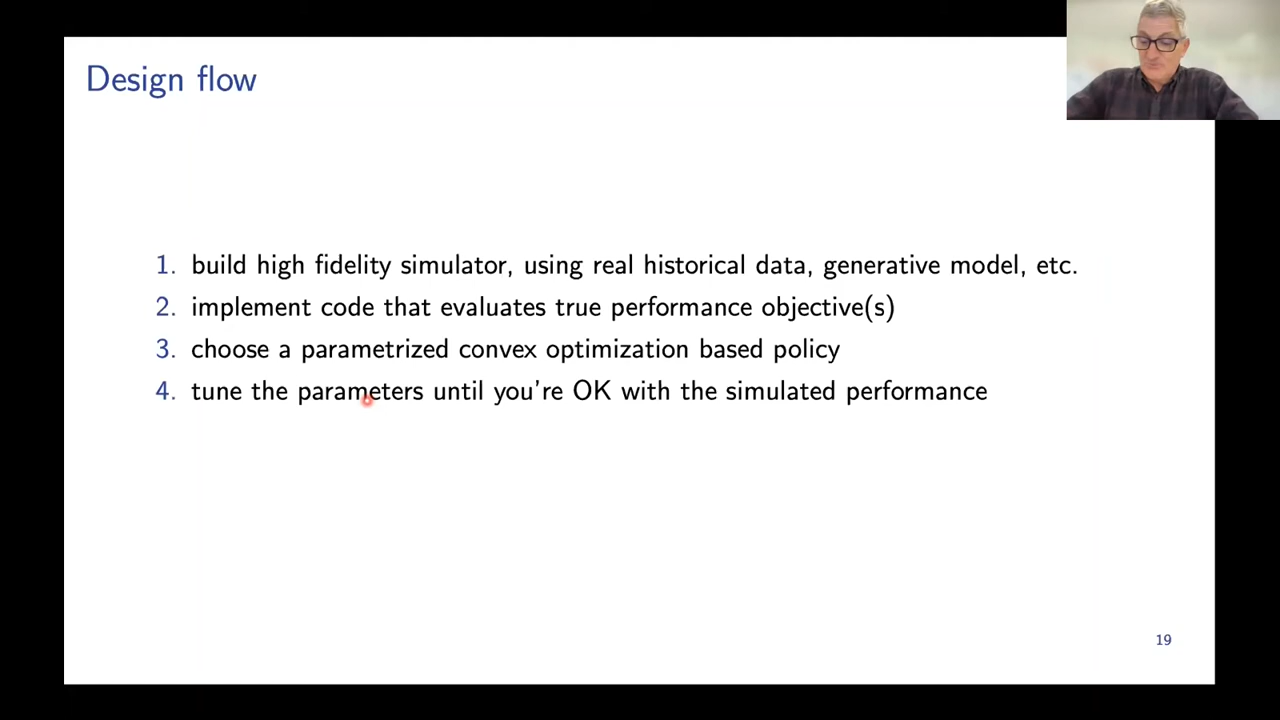 Design flow
1. build high fidelity simulator, using real historical data, generative model, etc.
2. implement code that evaluates true performance objective(s)
3. choose a parametrized convex optimization based policy
4. tune the parameters until you're OK with the simulated performance
19